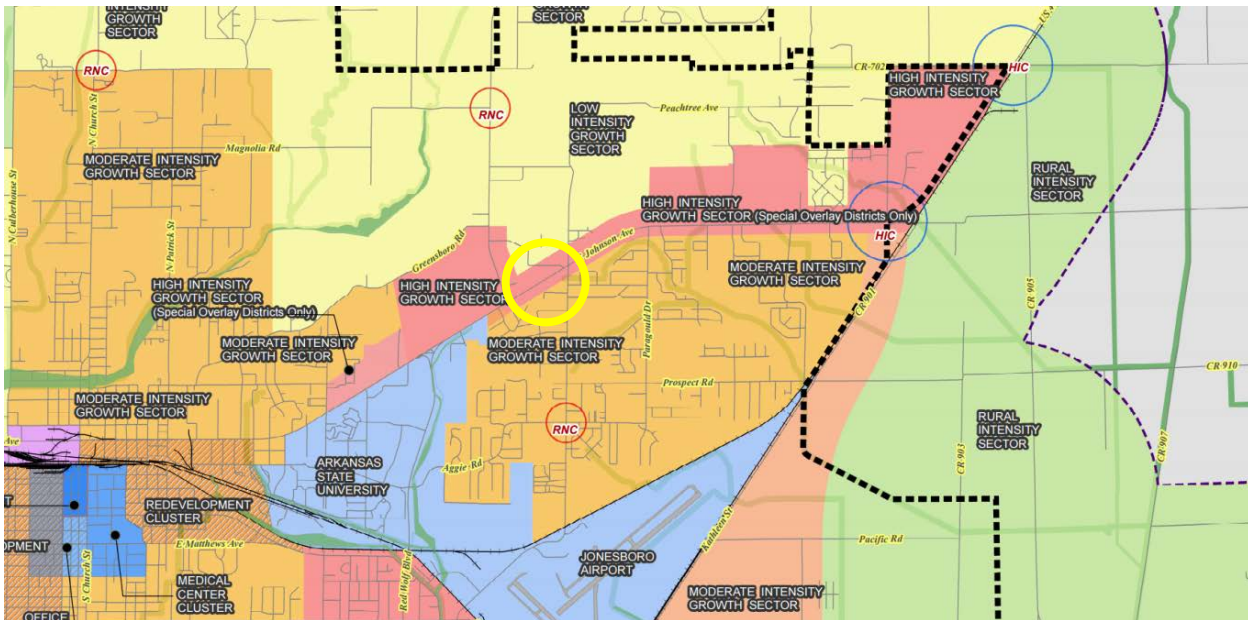 INTENSITY
GROWTH
SECTOR
GROWTH
SECTOR
US
RNC
CR-702
HIC
HIGH INTENSITY
GROWTH SECTOR
N Church St
RNC
LOW
INTENSITY
GROWTH
SECTOR
Peachtree Ave
Magnolia Rd
MODERATE INTENSITY
GROWTH SECTOR
RURAL
INTENSITY
SECTOR
N Culberhouse St
N Patrick St
HIGH INTENSITY
GROWTH SECTOR (Special Overlay Districts Only)
HIC
Greensboro Rd
Johnson Ave
MODERATE INTENSITY
GROWTH SECTOR
HIGH INTENSITY
GROWTH SECTOR
(Special Overlay Districts Only)
HIGH INTENSITY
GROWTH SECTOR
CR 901
CR 905
Paragould Dr
MODERATE INTENSITY
GROWTH SECTOR
MODERATE INTENSITY
GROWTH SECTOR
CR 910
Prospect Rd
MODERATE INTENSITY
GROWTH SECTOR
RURAL
INTENSITY
SECTOR
RNC
Ave
Aggie Rd
ARKANSAS
STATE
UNIVERSITY
CR 903
CR 907
REDEVELOPMENT
CLUSTER
Kathleen St
E Matthews Ave
OPMENT
JONESBORO
AIRPORT
Pacific Rd
S Church St
MEDICAL
CENTER
CLUSTER
Red Wolf Blvd
MODERATE INTENSITY
GROWTH SECTOR
OFFICE